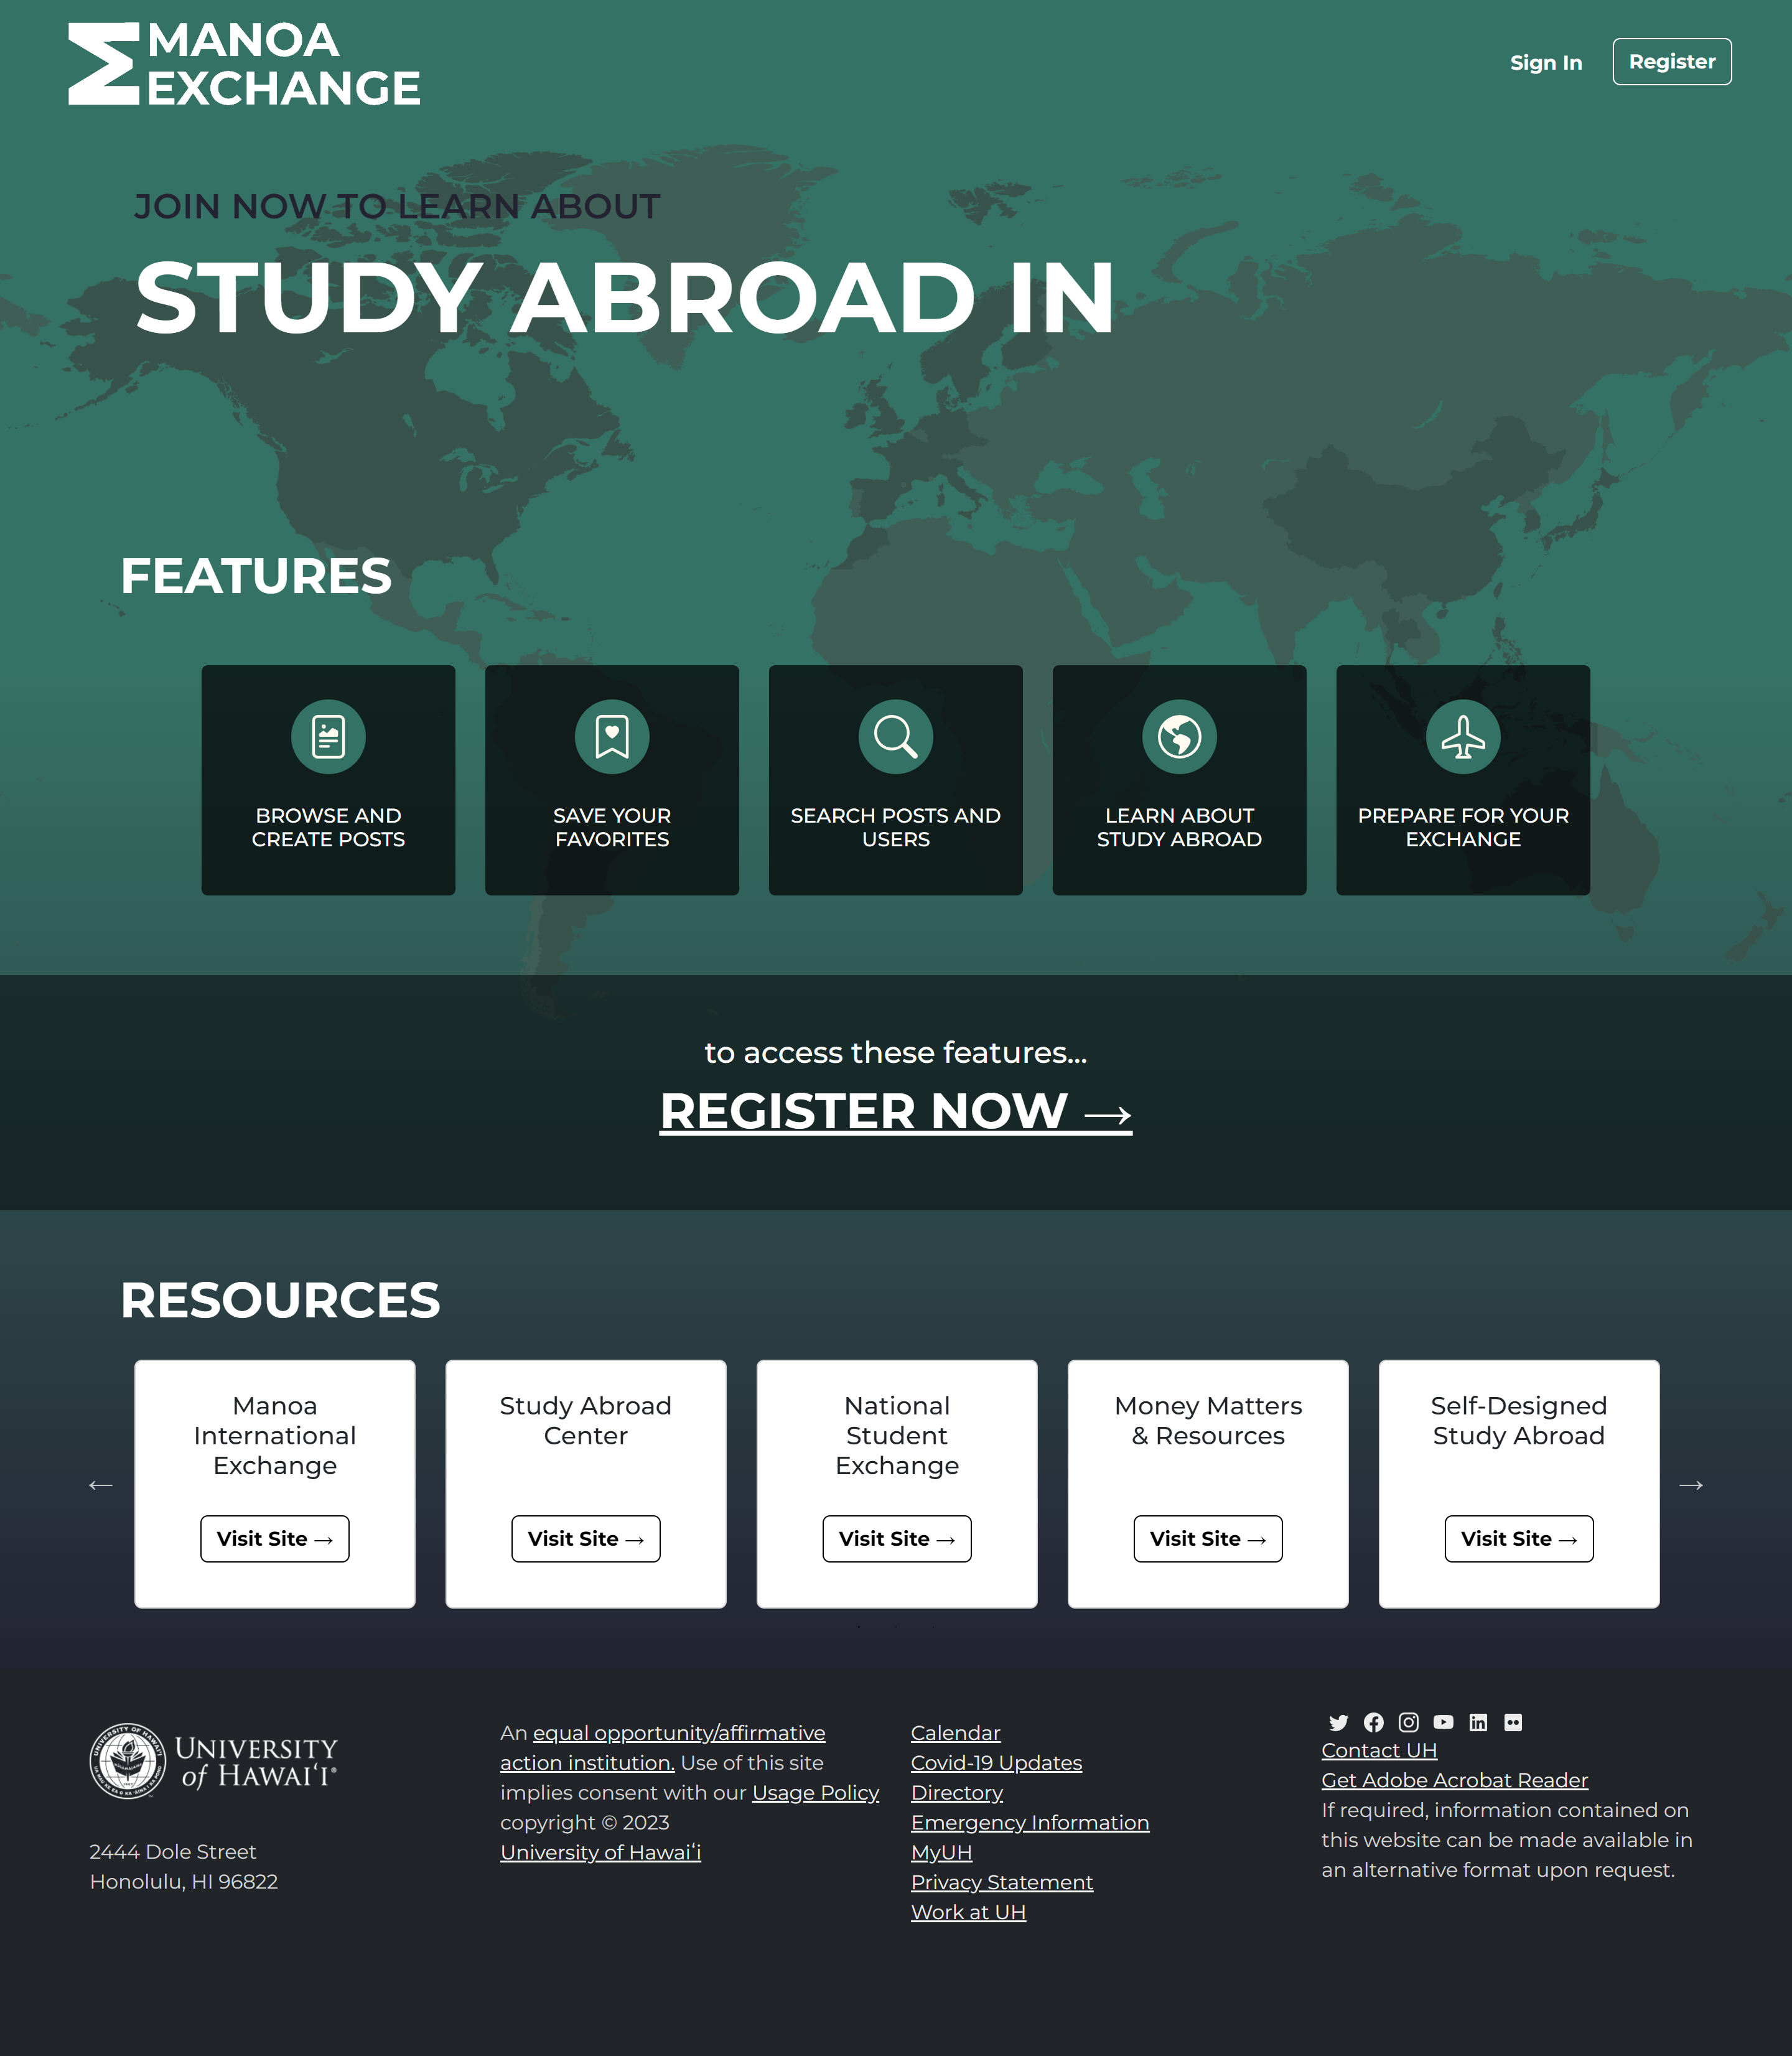 MANOA
EXCHANGE
Sign In
Register
JOIN NOW TO LEARN ABOUT
STUDY ABROAD IN
FEATURES
BROWSE AND
CREATE POSTS
SAVE YOUR
FAVORITES
SEARCH POSTS AND
USERS
LEARN ABOUT
STUDY ABROAD
PREPARE FOR YOUR
EXCHANGE
to access these features...
REGISTER NOW →
RESOURCES
Manoa
International
Exchange
Visit Site →
Study Abroad
Center
Visit Site →
National
Student
Exchange
Visit Site →
Money Matters
& Resources
Visit Site →
Self-Designed
Study Abroad
Visit Site →
← →
UNIVERSITY
of HAWAIʻI®
2444 Dole Street
Honolulu, HI 96822
An equal opportunity/affirmative
action institution. Use of this site
implies consent with our Usage Policy
copyright © 2023
University of Hawaiʻi
Calendar
Covid-19 Updates
Directory
Emergency Information
MyUH
Privacy Statement
Work at UH
Contact UH
Get Adobe Acrobat Reader
If required, information contained on
this website can be made available in
an alternative format upon request.